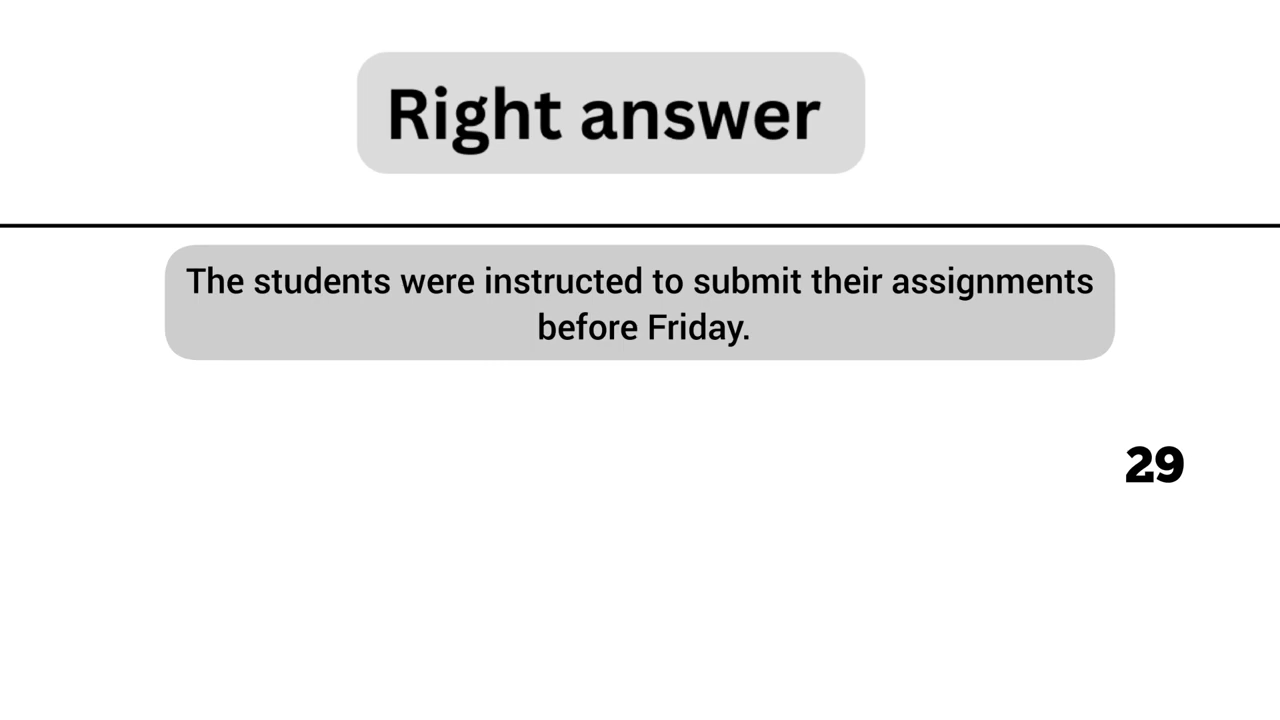 Right answer
The students were instructed to submit their assignments
before Friday.
29